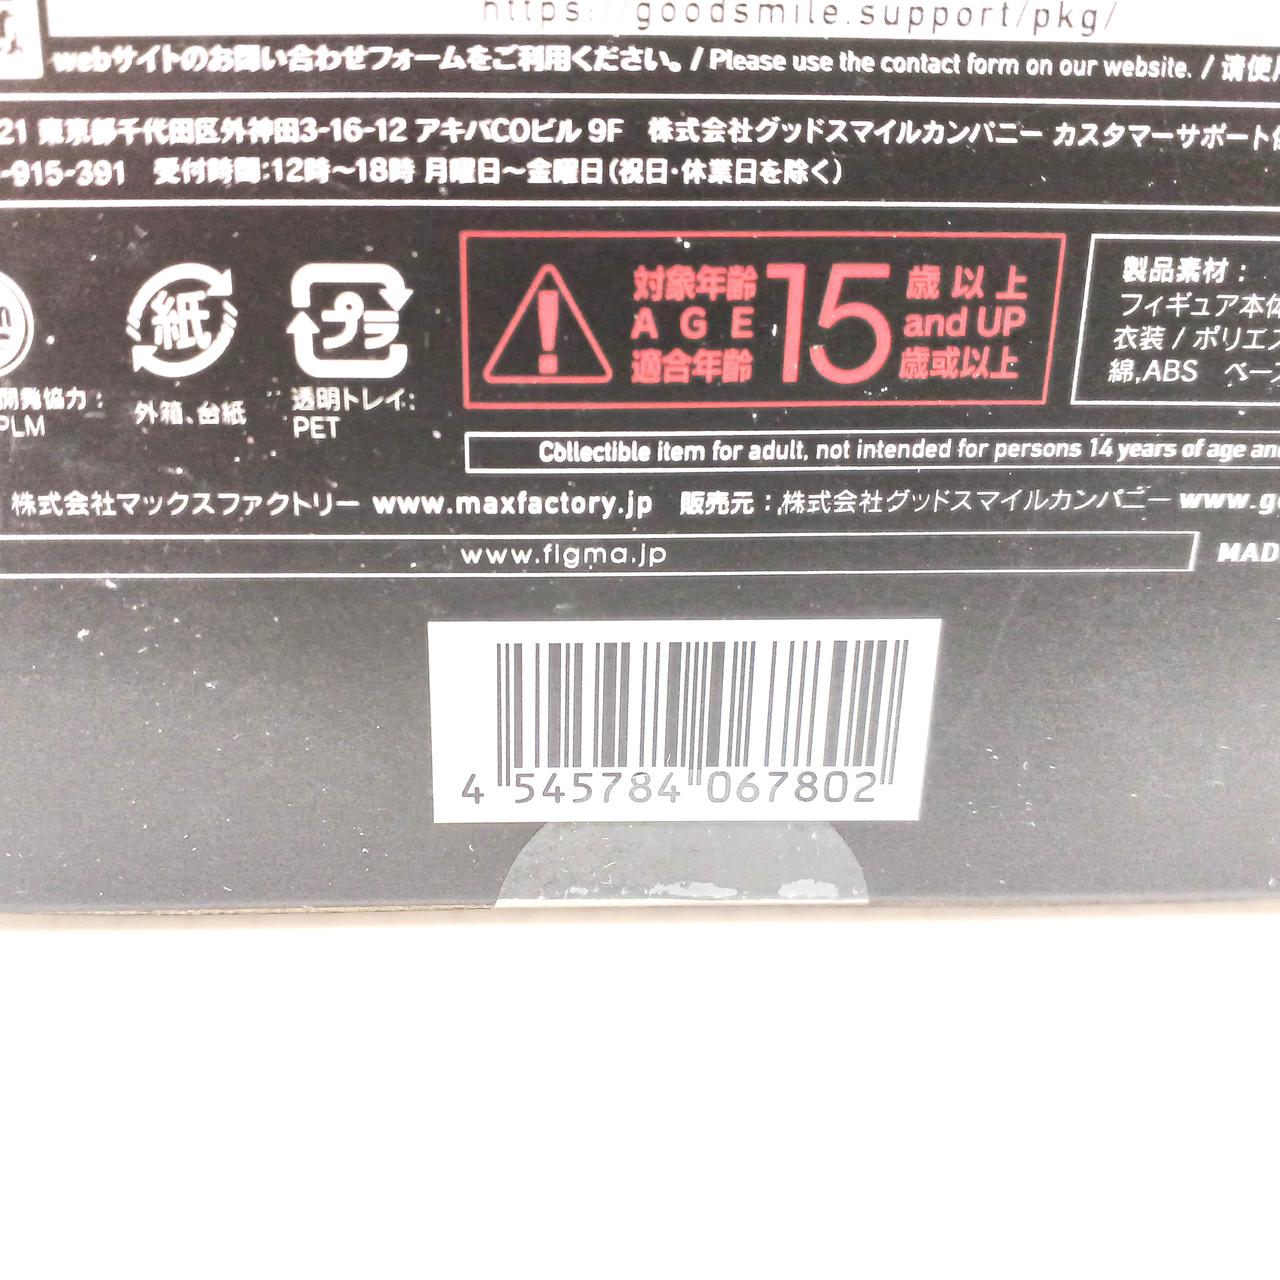 https://goodsmile.support/pkg/
webサイトのお問い合わせフォームをご利用ください。/ Please use the contact form on our website. / 请使用
21 東京都千代田区外神田3-16-12 アキバCOビル 9F 株式会社グッドスマイルカンパニー カスタマーサポート
-915-391 受付時間:12時～18時 月曜日～金曜日(祝日・休業日を除く)
紙
プラ
開発協力:
PLM
外箱、台紙
透明トレイ:
PET
対象年齢
AGE
適合年齢
15
歳以上
and UP
歳或以上
製品素材:
フィギュア本体
衣装 / ポリエス
綿,ABS ベース
Collectible item for adult, not intended for persons 14 years of age and
株式会社マックスファクトリー www.maxfactory.jp 販売元:株式会社グッドスマイルカンパニー www.g
www.figma.jp
MAD
4 545784 067802